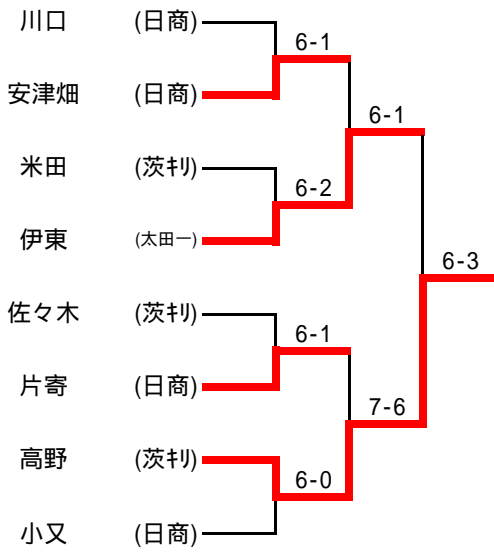 川口 (日商)
6-1
安津畑 (日商)
6-1
米田 (茨ｷﾘ)
6-2
伊東 (太田一)
6-3
佐々木 (茨ｷﾘ)
6-1
片寄 (日商)
7-6
高野 (茨ｷﾘ)
6-0
小又 (日商)